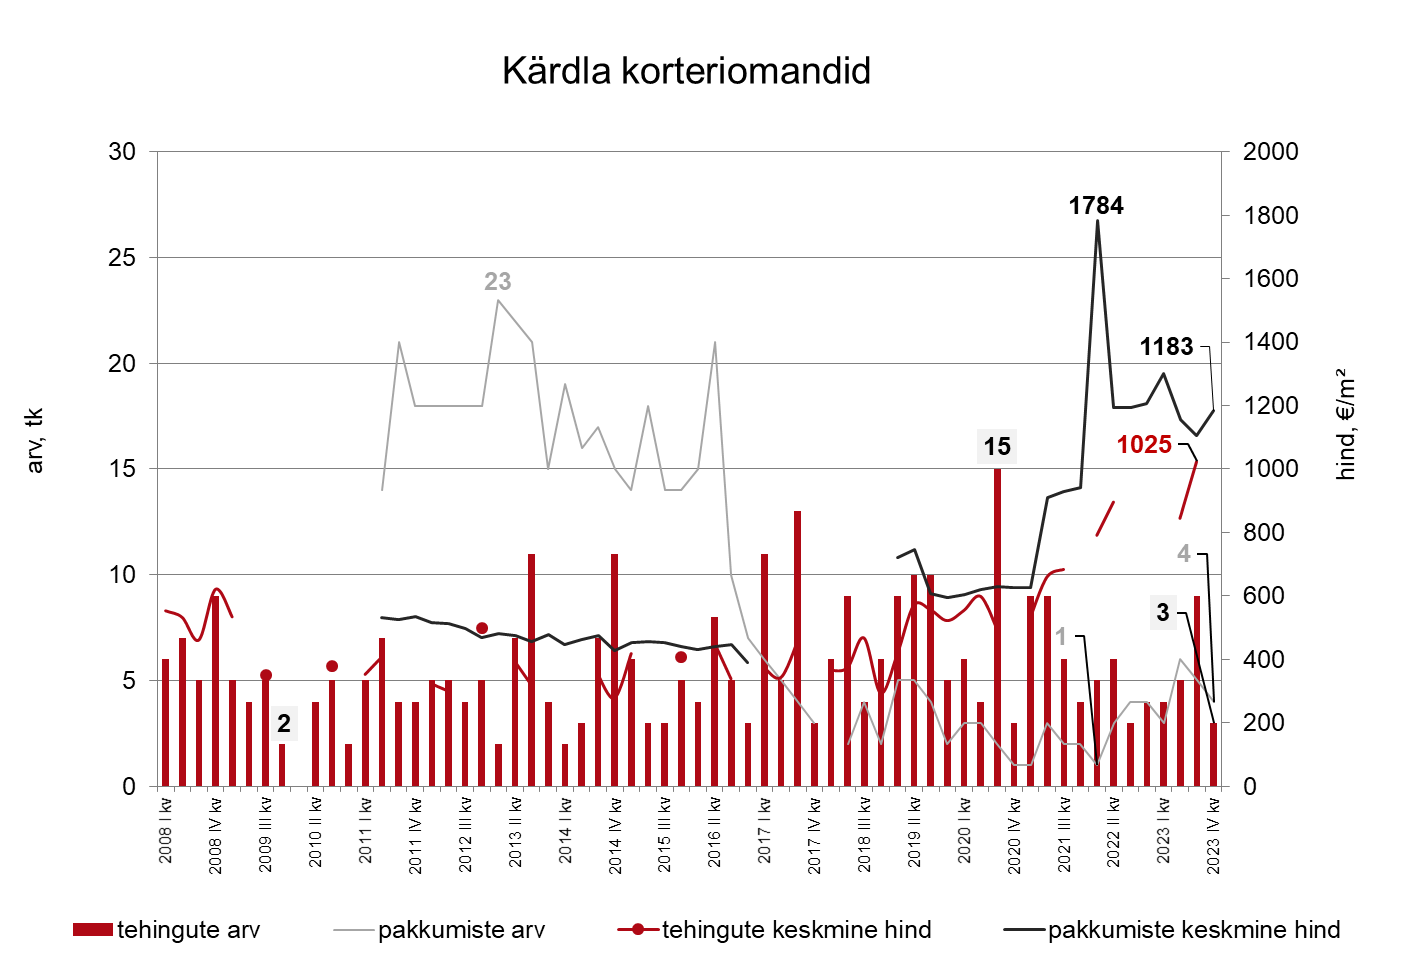 Kärdla korteriomandid
30
25
20
15
10
5
0
arv, tk
2000
1800
1600
1400
1200
1000
800
600
400
200
0
hind, €/m²
1784
23
1183
1025
15
4
3
1
2
2008 I kv
2008 IV kv
2009 III kv
2010 II kv
2011 I kv
2011 IV kv
2012 III kv
2013 II kv
2014 I kv
2014 IV kv
2015 III kv
2016 II kv
2017 I kv
2017 IV kv
2018 III kv
2019 II kv
2020 I kv
2020 IV kv
2021 III kv
2022 II kv
2023 I kv
2023 IV kv
tehingute arv
pakkumiste arv
tehingute keskmine hind
pakkumiste keskmine hind